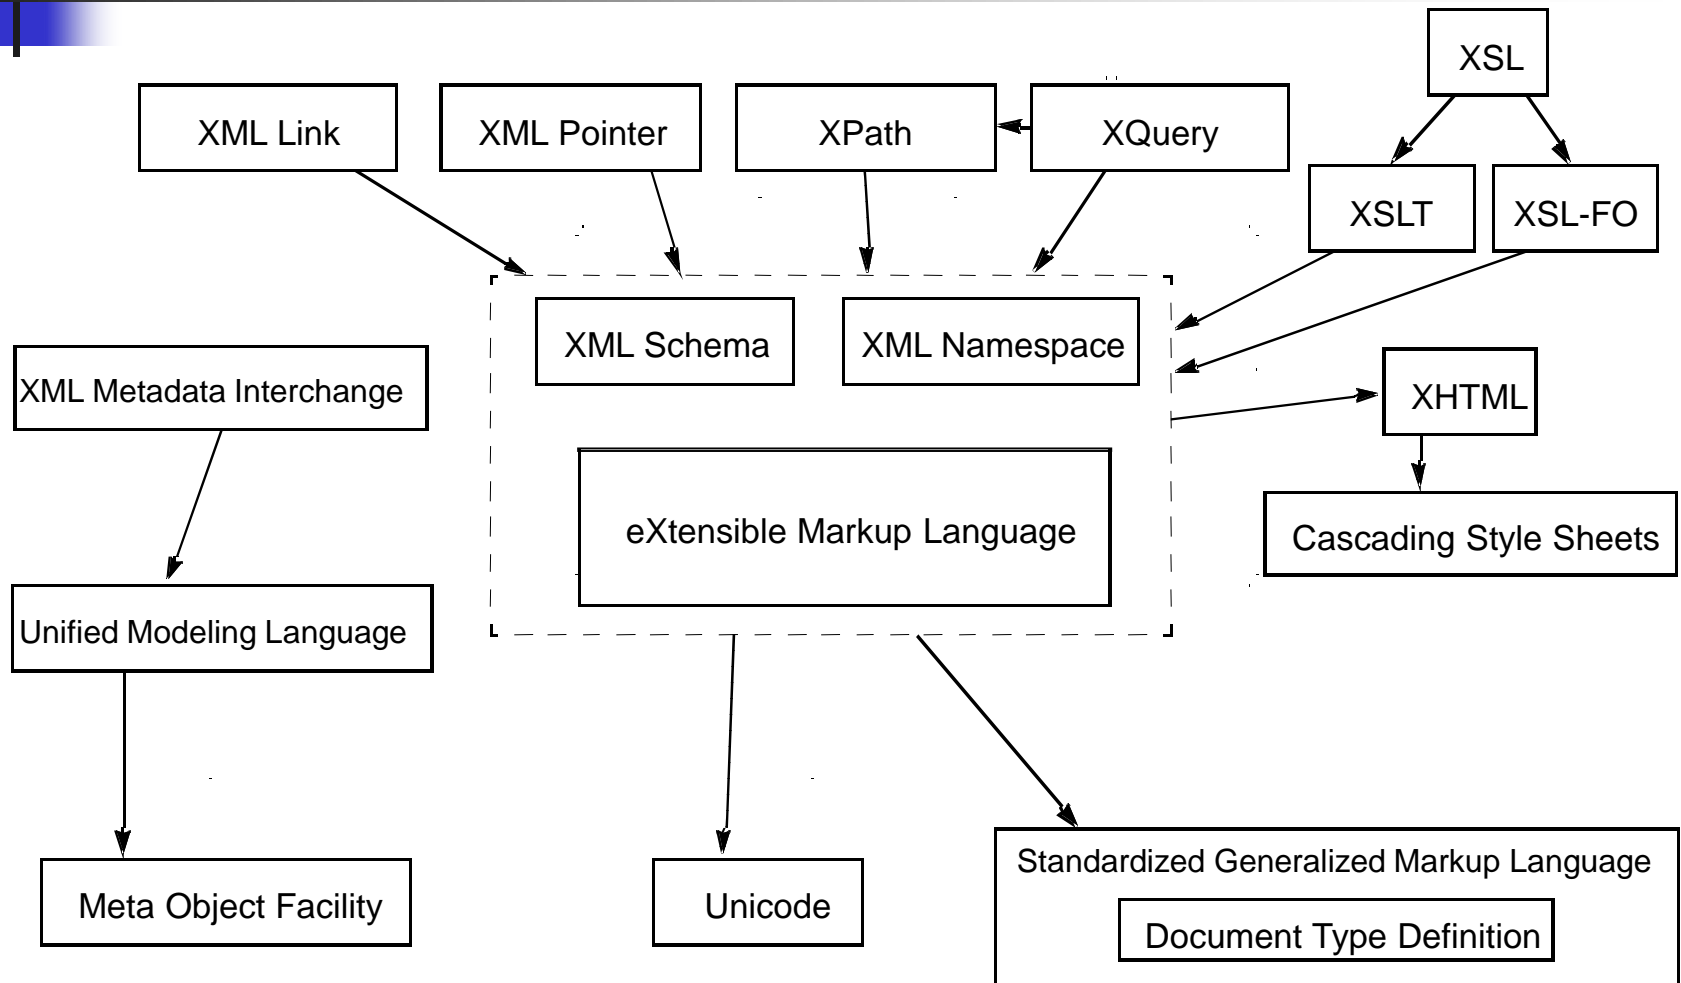 XSL
XML Link
XML Pointer
XPath
XQuery
XSLT
XSL-FO
XML Schema
XML Namespace
XML Metadata Interchange
XHTML
eXtensible Markup Language
Cascading Style Sheets
Unified Modeling Language
Standardized Generalized Markup Language
Meta Object Facility
Unicode
Document Type Definition